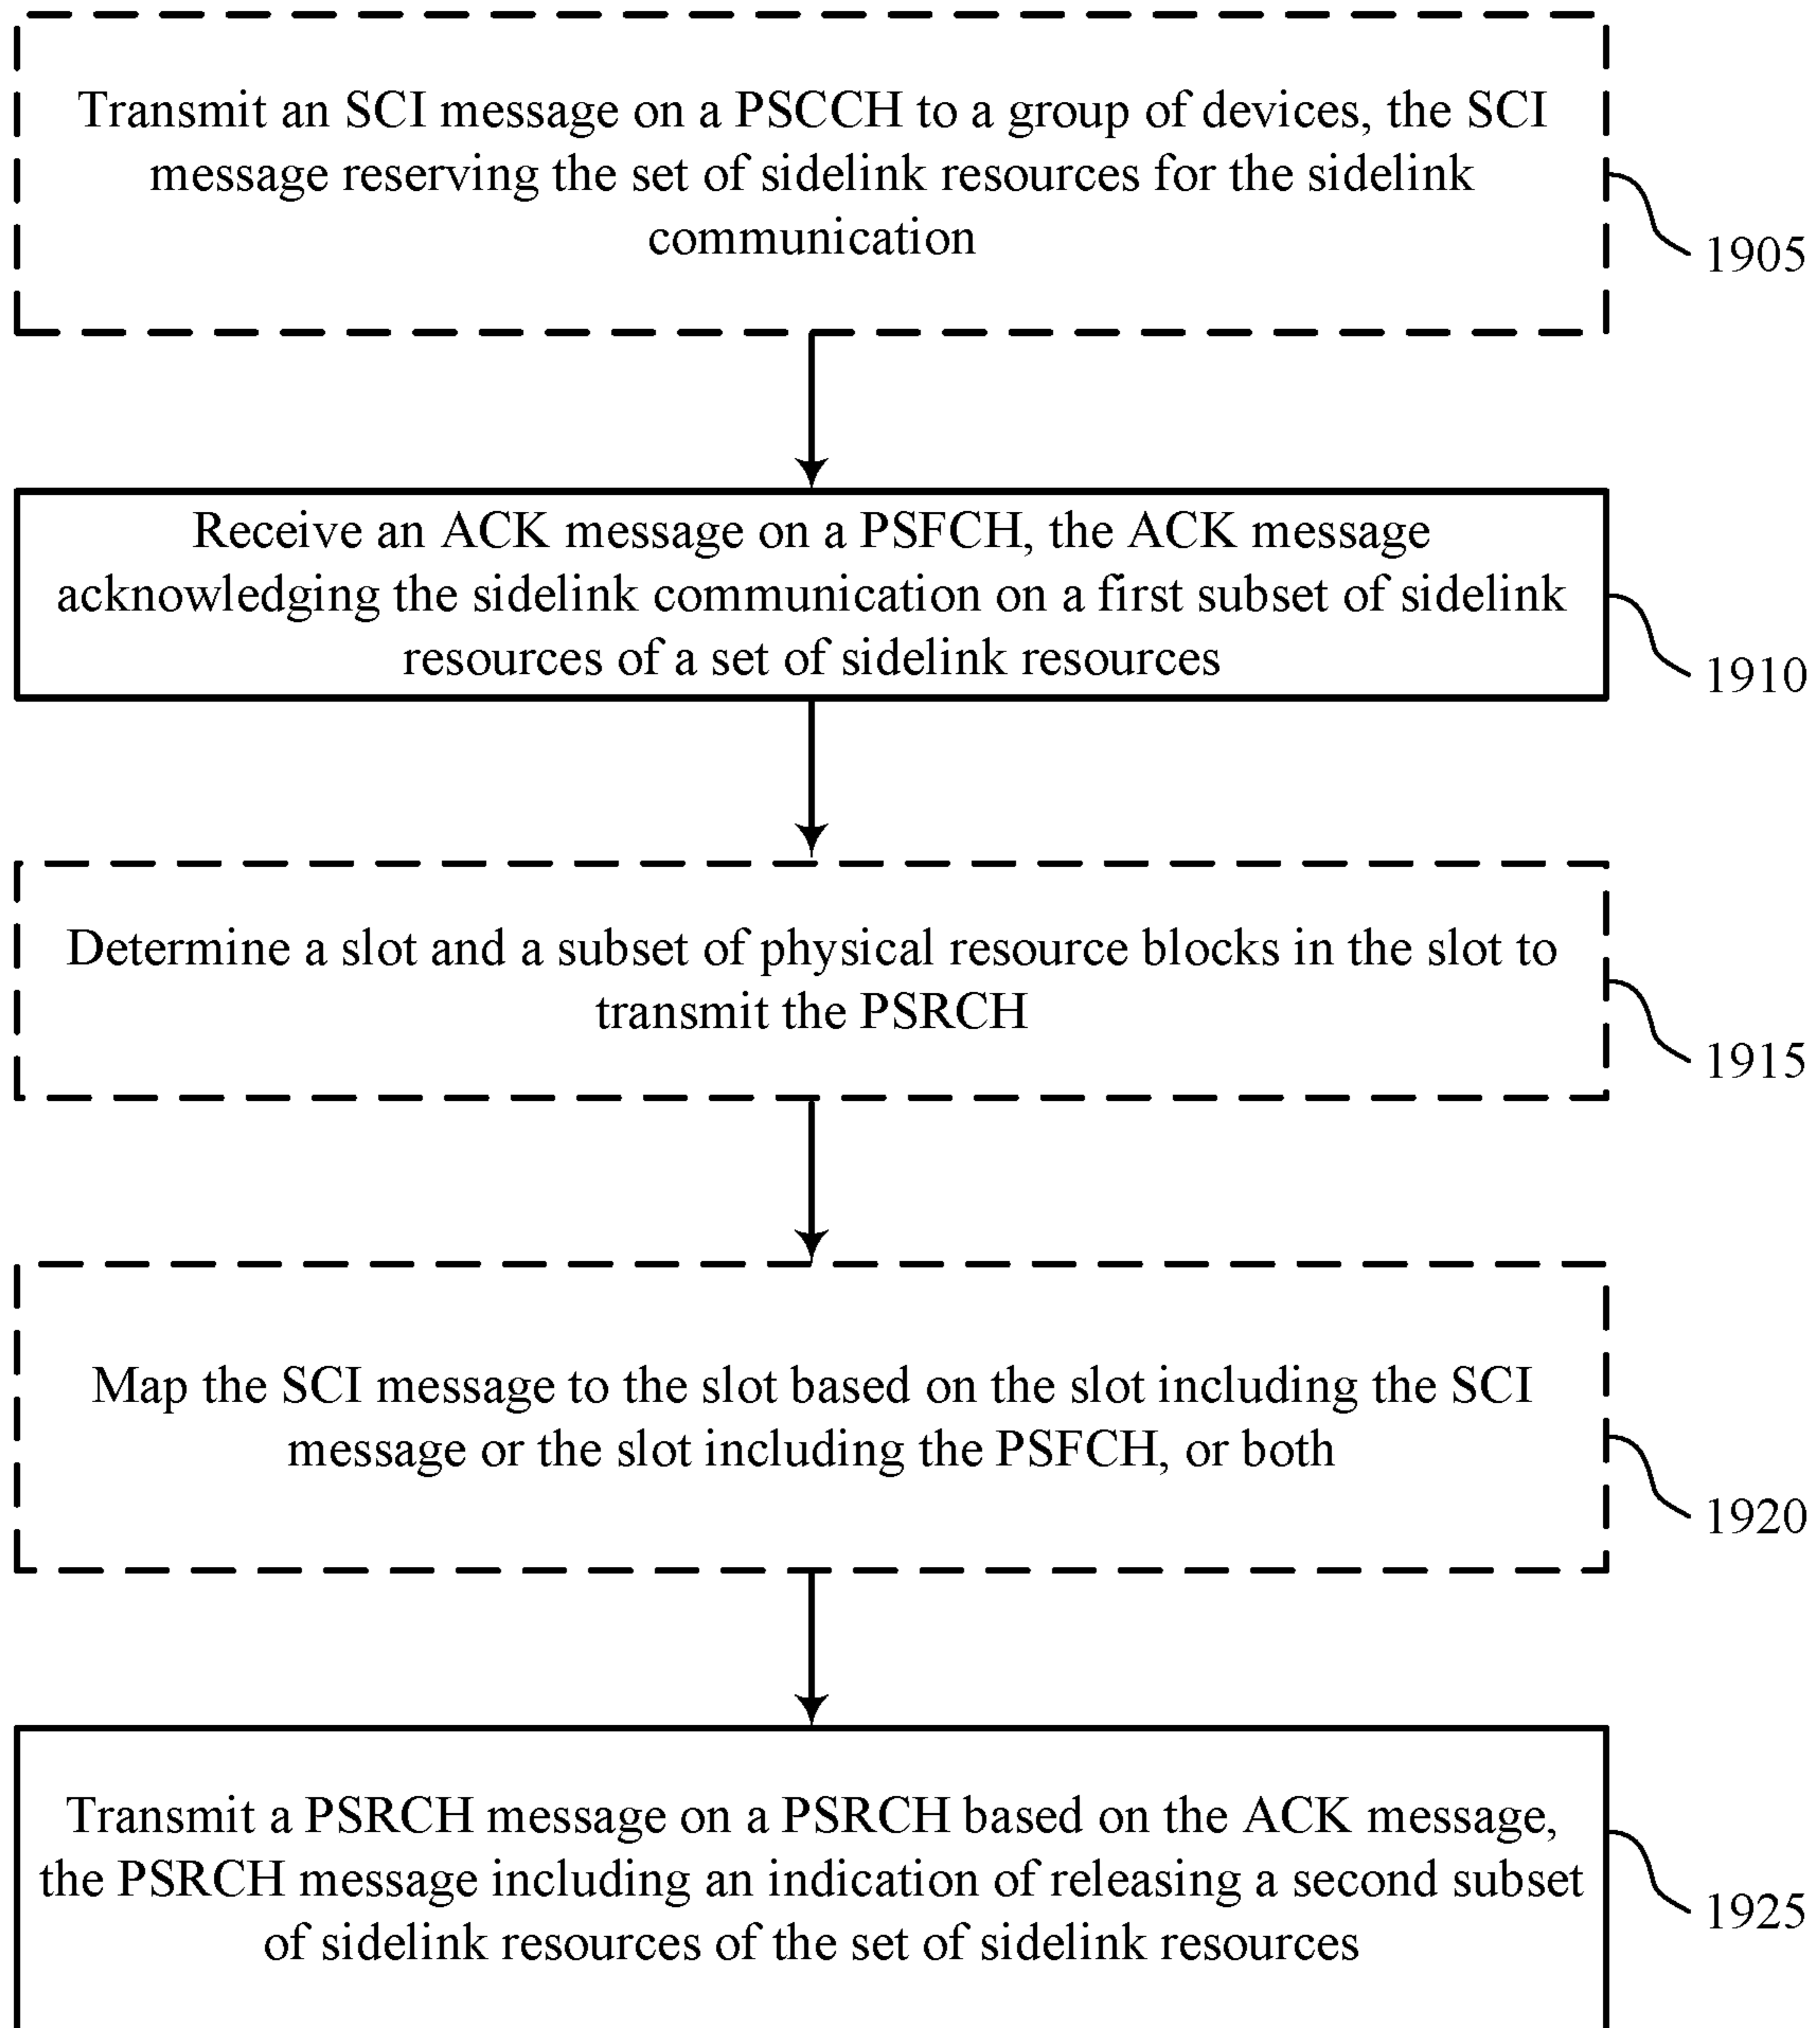 Transmit an SCI message on a PSCCH to a group of devices, the SCI
message reserving the set of sidelink resources for the sidelink
communication
1905
Receive an ACK message on a PSFCH, the ACK message
acknowledging the sidelink communication on a first subset of sidelink
resources of a set of sidelink resources
1910
Determine a slot and a subset of physical resource blocks in the slot to
transmit the PSRCH
1915
Map the SCI message to the slot based on the slot including the SCI
message or the slot including the PSFCH, or both
1920
Transmit a PSRCH message on a PSRCH based on the ACK message,
the PSRCH message including an indication of releasing a second subset
of sidelink resources of the set of sidelink resources
1925